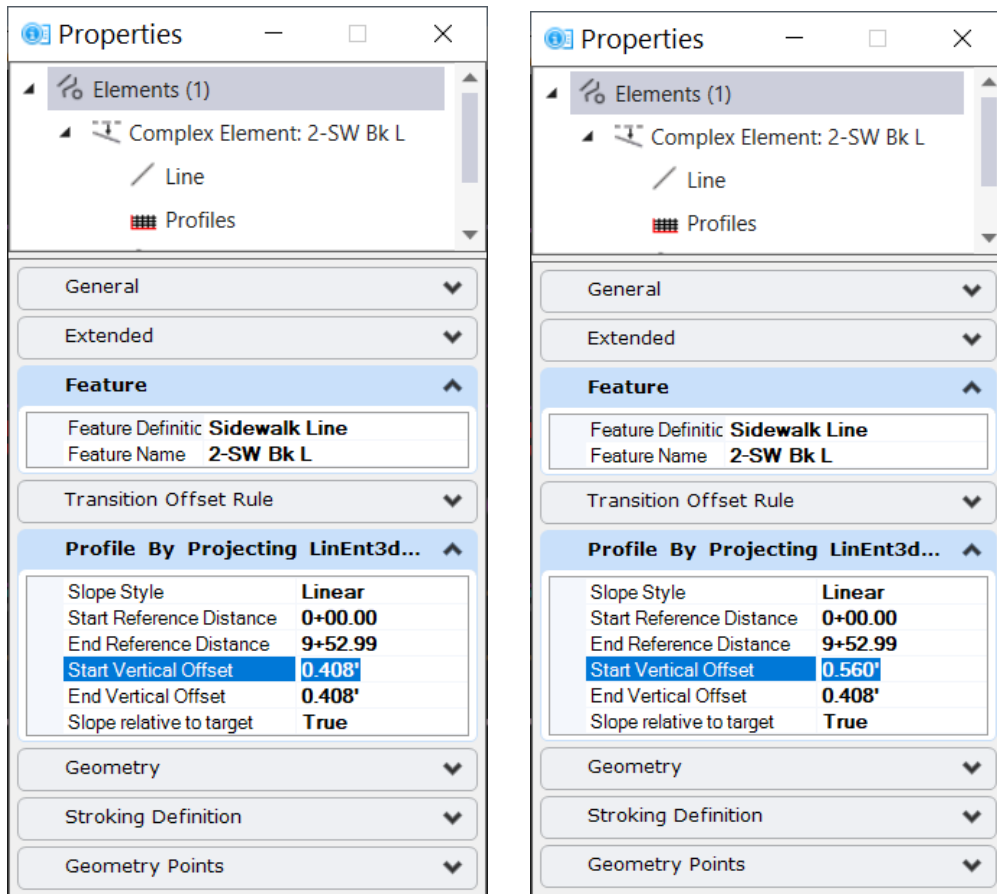 Properties
Elements (1)
Complex Element: 2-SW Bk L
Line
Profiles
General
Extended
Feature
Feature Definitic Sidewalk Line
Feature Name 2-SW Bk L
Transition Offset Rule
Profile By Projecting LinEnt3d...
Slope Style Linear
Start Reference Distance 0+00.00
End Reference Distance 9+52.99
Start Vertical Offset 0.408'
End Vertical Offset 0.408'
Slope relative to target True
Geometry
Stroking Definition
Geometry Points
Properties
Elements (1)
Complex Element: 2-SW Bk L
Line
Profiles
General
Extended
Feature
Feature Definitic Sidewalk Line
Feature Name 2-SW Bk L
Transition Offset Rule
Profile By Projecting LinEnt3d...
Slope Style Linear
Start Reference Distance 0+00.00
End Reference Distance 9+52.99
Start Vertical Offset 0.560'
End Vertical Offset 0.408'
Slope relative to target True
Geometry
Stroking Definition
Geometry Points